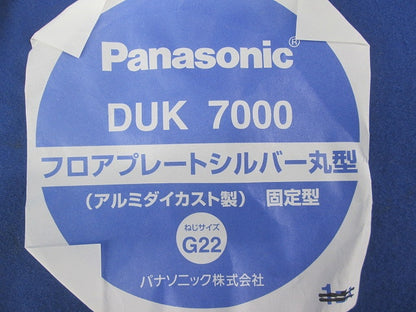 Panasonic®
DUK 7000
フロアプレートシルバー丸型
(アルミダイカスト製) 固定型
ねじサイズ
G22
パナソニック株式会社